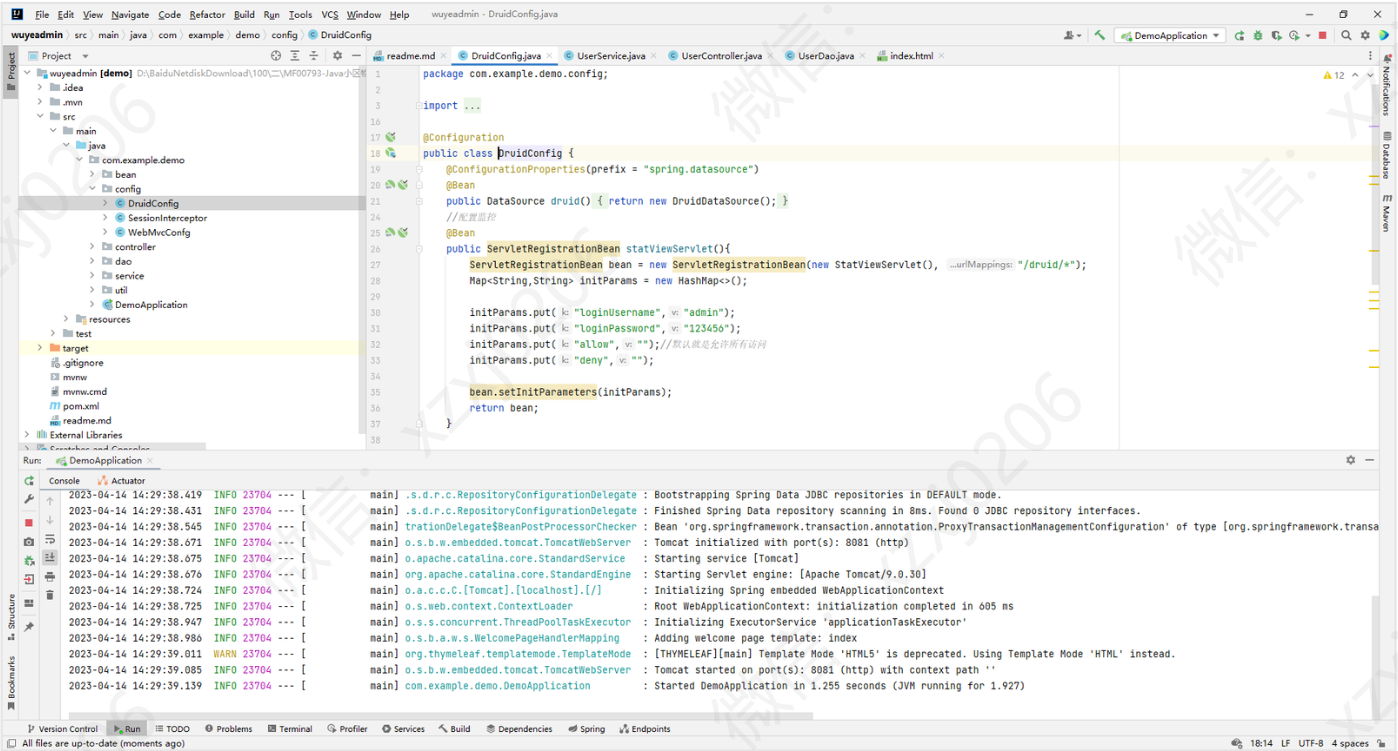 File Edit View Navigate Code Refactor Build Run Tools VCS Window Help wuyeadmin - DruidConfig.java
wuyeadmin src main java com example demo config DruidConfig DemoApplication
Project
readme.md DruidConfig.java UserService.java UserController.java UserDao.java index.html
wuyeadmin [demo] D:\BaiduNetdiskDownload\100\二\MF00793-Java小区
.idea
.mvn
src
main
java
com.example.demo
bean
config
DruidConfig
SessionInterceptor
WebMvcConfg
controller
dao
service
util
DemoApplication
resources
test
target
.gitignore
mvnw
mvnw.cmd
pom.xml
readme.md
External Libraries
Scratches and Consoles
1 package com.example.demo.config;
2
3 import ...
16
17 @Configuration
18 public class DruidConfig {
19 @ConfigurationProperties(prefix = "spring.datasource")
20 @Bean
21 public DataSource druid() { return new DruidDataSource(); }
24 //配置监控
25 @Bean
26 public ServletRegistrationBean statViewServlet(){
27 ServletRegistrationBean bean = new ServletRegistrationBean(new StatViewServlet(), ...urlMappings: "/druid/*");
28 Map<String,String> initParams = new HashMap<>();
29
30 initParams.put( k: "loginUsername", v: "admin");
31 initParams.put( k: "loginPassword", v: "123456");
32 initParams.put( k: "allow", v: "");//默认就是允许所有访问
33 initParams.put( k: "deny", v: "");
34
35 bean.setInitParameters(initParams);
36 return bean;
37 }
38
12
Project
Structure
Bookmarks
Notifications
Database
Maven
Run: DemoApplication
Console Actuator
2023-04-14 14:29:38.419 INFO 23704 --- [ main] .s.d.r.c.RepositoryConfigurationDelegate : Bootstrapping Spring Data JDBC repositories in DEFAULT mode.
2023-04-14 14:29:38.431 INFO 23704 --- [ main] .s.d.r.c.RepositoryConfigurationDelegate : Finished Spring Data repository scanning in 8ms. Found 0 JDBC repository interfaces.
2023-04-14 14:29:38.545 INFO 23704 --- [ main] trationDelegate$BeanPostProcessorChecker : Bean 'org.springframework.transaction.annotation.ProxyTransactionManagementConfiguration' of type [org.springframework.transa
2023-04-14 14:29:38.671 INFO 23704 --- [ main] o.s.b.w.embedded.tomcat.TomcatWebServer : Tomcat initialized with port(s): 8081 (http)
2023-04-14 14:29:38.675 INFO 23704 --- [ main] o.apache.catalina.core.StandardService : Starting service [Tomcat]
2023-04-14 14:29:38.676 INFO 23704 --- [ main] org.apache.catalina.core.StandardEngine : Starting Servlet engine: [Apache Tomcat/9.0.30]
2023-04-14 14:29:38.724 INFO 23704 --- [ main] o.a.c.c.C.[Tomcat].[localhost].[/] : Initializing Spring embedded WebApplicationContext
2023-04-14 14:29:38.725 INFO 23704 --- [ main] o.s.web.context.ContextLoader : Root WebApplicationContext: initialization completed in 605 ms
2023-04-14 14:29:38.947 INFO 23704 --- [ main] o.s.s.concurrent.ThreadPoolTaskExecutor : Initializing ExecutorService 'applicationTaskExecutor'
2023-04-14 14:29:38.986 INFO 23704 --- [ main] o.s.b.a.w.s.WelcomePageHandlerMapping : Adding welcome page template: index
2023-04-14 14:29:39.011 WARN 23704 --- [ main] org.thymeleaf.templatemode.TemplateMode : [THYMELEAF][main] Template Mode 'HTML5' is deprecated. Using Template Mode 'HTML' instead.
2023-04-14 14:29:39.085 INFO 23704 --- [ main] o.s.b.w.embedded.tomcat.TomcatWebServer : Tomcat started on port(s): 8081 (http) with context path ''
2023-04-14 14:29:39.139 INFO 23704 --- [ main] com.example.demo.DemoApplication : Started DemoApplication in 1.255 seconds (JVM running for 1.927)
Version Control Run TODO Problems Terminal Profiler Services Build Dependencies Spring Endpoints
All files are up-to-date (moments ago) 18:14 LF UTF-8 4 spaces
微信: xzxj0206